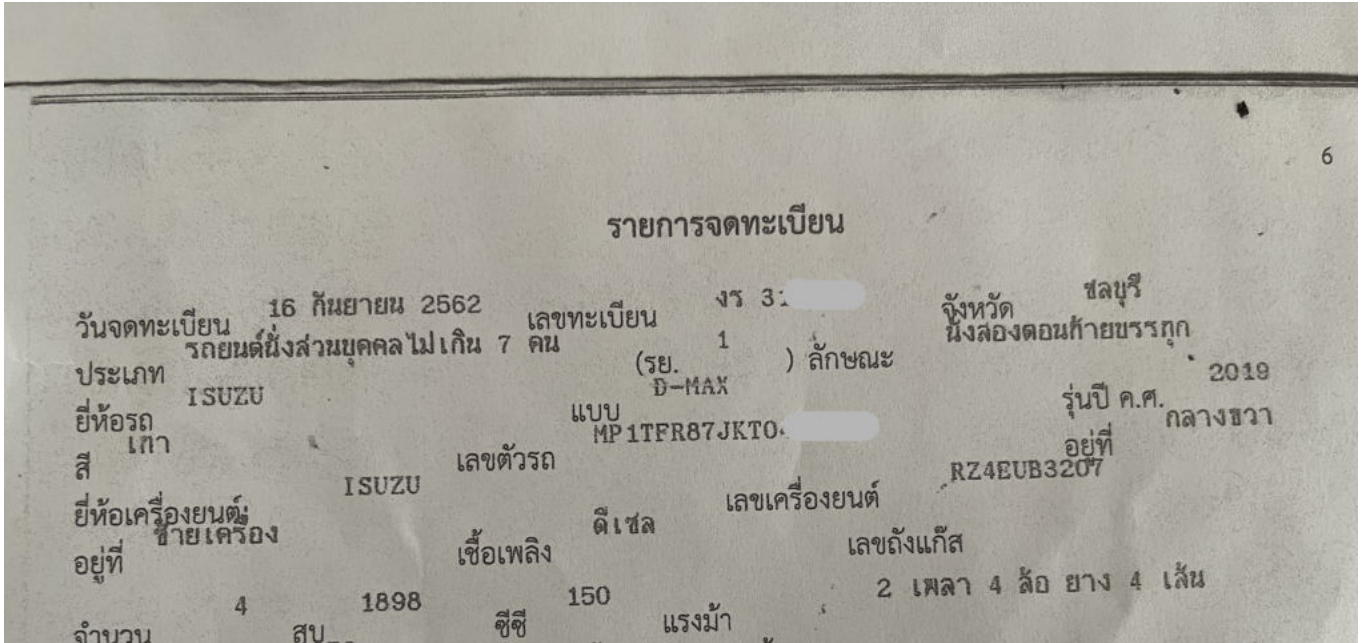 6
รายการจดทะเบียน
วันจดทะเบียน 16 กันยายน 2562 เลขทะเบียน งร 31 จังหวัด ชลบุรี
ประเภท รถยนต์นั่งส่วนบุคคลไม่เกิน 7 คน (รย. 1 ) ลักษณะ นั่งสองตอนท้ายบรรทุก
ยี่ห้อรถ ISUZU แบบ D-MAX รุ่นปี ค.ศ. 2019
สี เทา เลขตัวรถ MP1TFR87JKT0 อยู่ที่ กลางขวา
ยี่ห้อเครื่องยนต์ ISUZU เลขเครื่องยนต์ RZ4EUB3207
อยู่ที่ ซ้ายเครื่อง เชื้อเพลิง ดีเซล เลขถังแก๊ส
จำนวน 4 สูบ 1898 ซีซี 150 แรงม้า 2 เพลา 4 ล้อ ยาง 4 เส้น